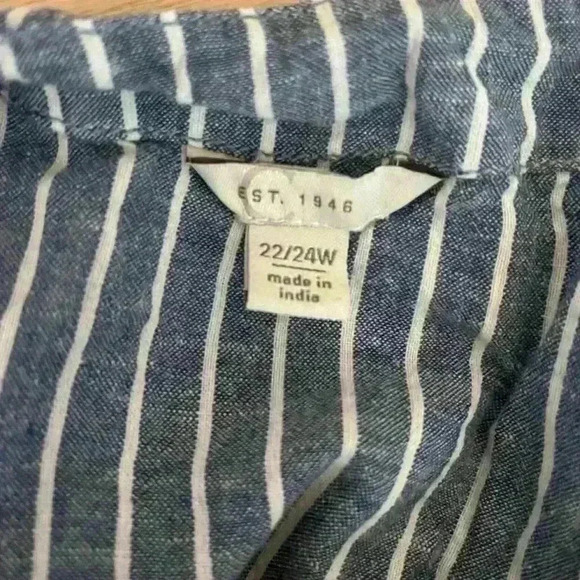 EST. 1946
22/24W
made in
india